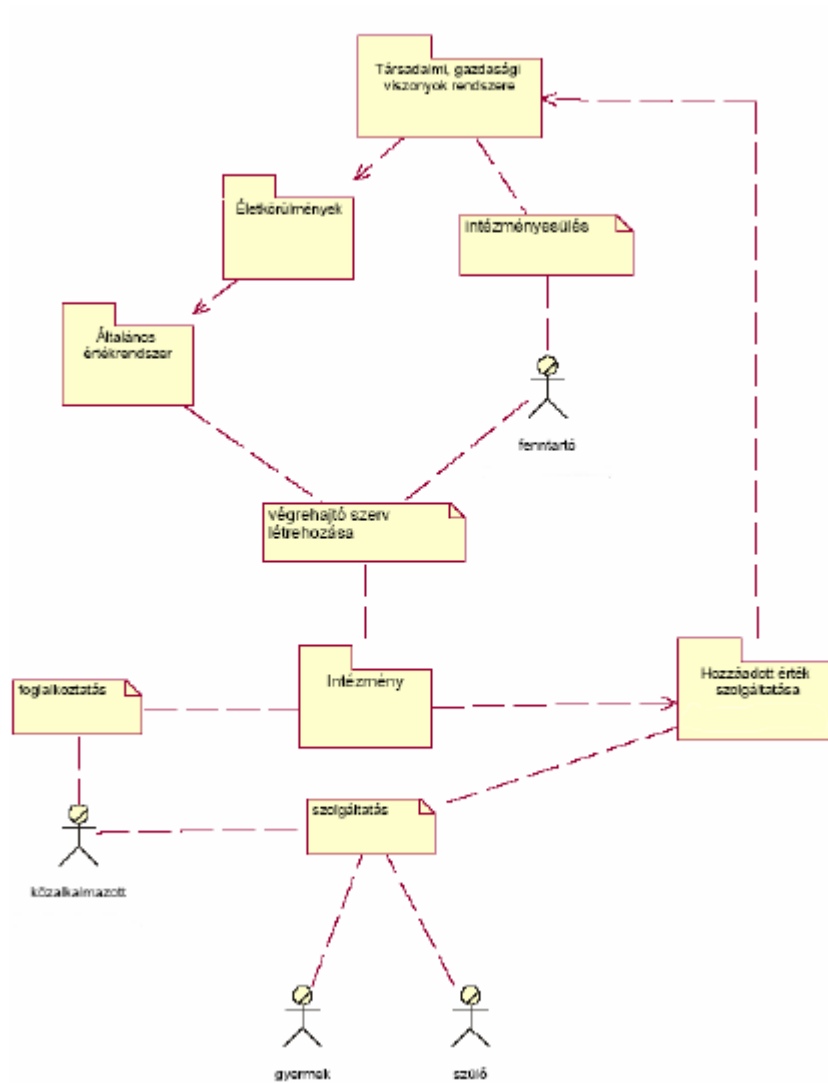 Társadalmi, gazdasági
viszonyok rendszere
Életkörülmények
intézményesülés
Általános
értékrendszer
fenntartó
végrehajtó szerv
létrehozása
Intézmény
Hozzáadott érték
szolgáltatása
foglalkoztatás
szolgáltatás
közalkalmazott
gyermek
szülő